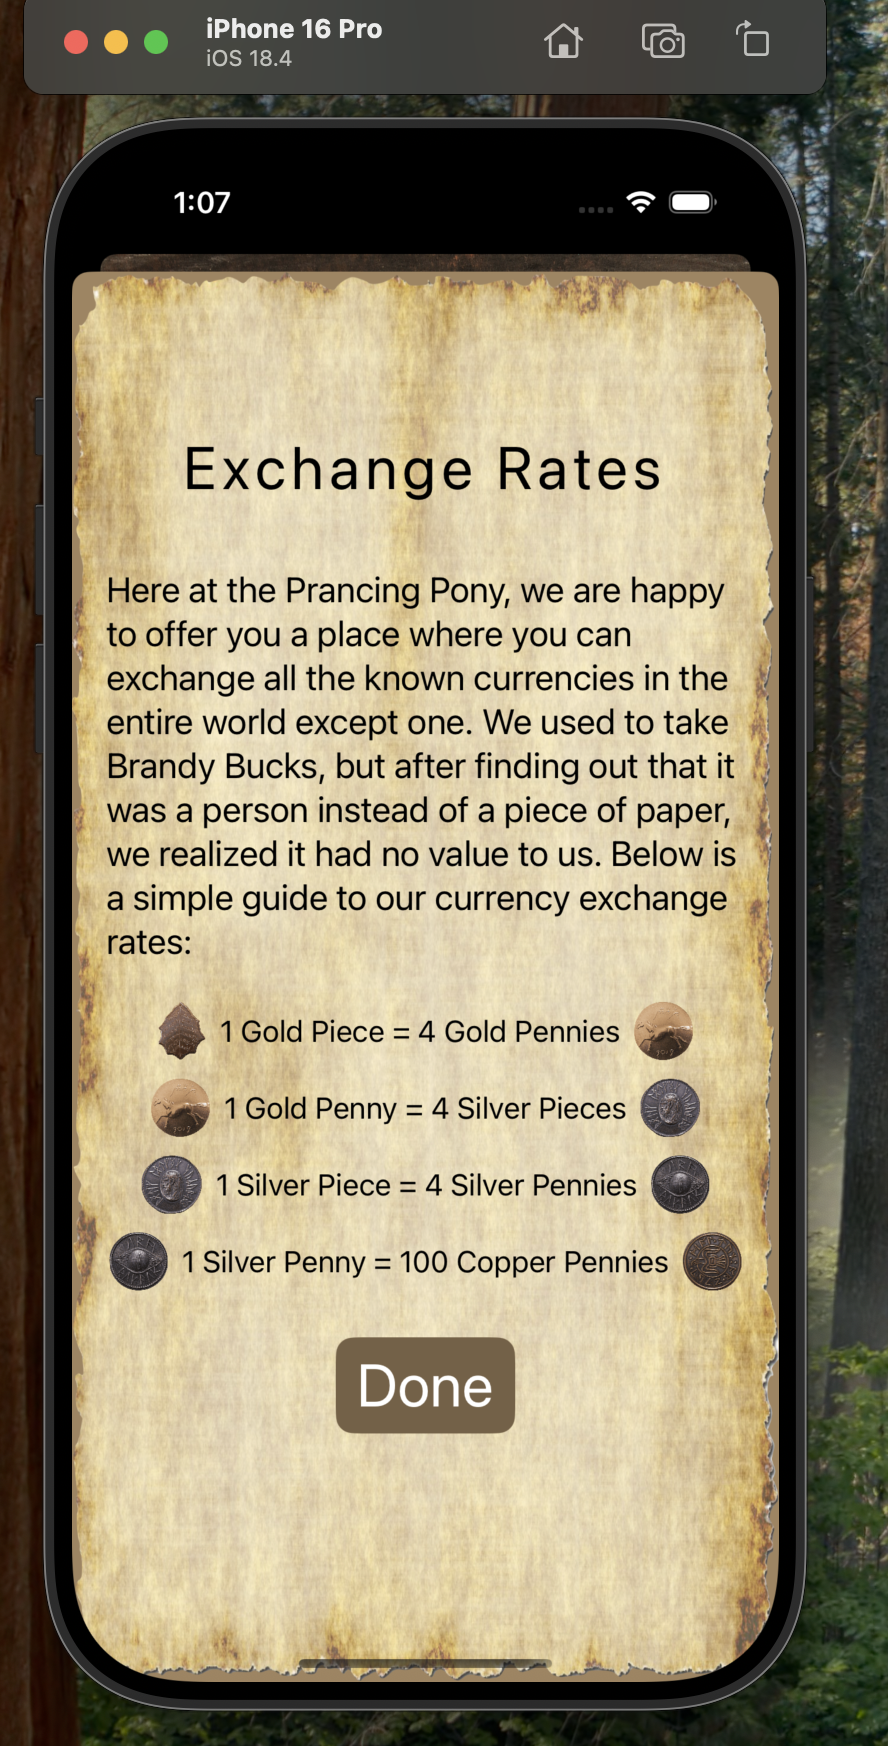 iPhone 16 Pro
iOS 18.4
1:07
Exchange Rates
Here at the Prancing Pony, we are happy
to offer you a place where you can
exchange all the known currencies in the
entire world except one. We used to take
Brandy Bucks, but after finding out that it
was a person instead of a piece of paper,
we realized it had no value to us. Below is
a simple guide to our currency exchange
rates:
1 Gold Piece = 4 Gold Pennies
1 Gold Penny = 4 Silver Pieces
1 Silver Piece = 4 Silver Pennies
1 Silver Penny = 100 Copper Pennies
Done